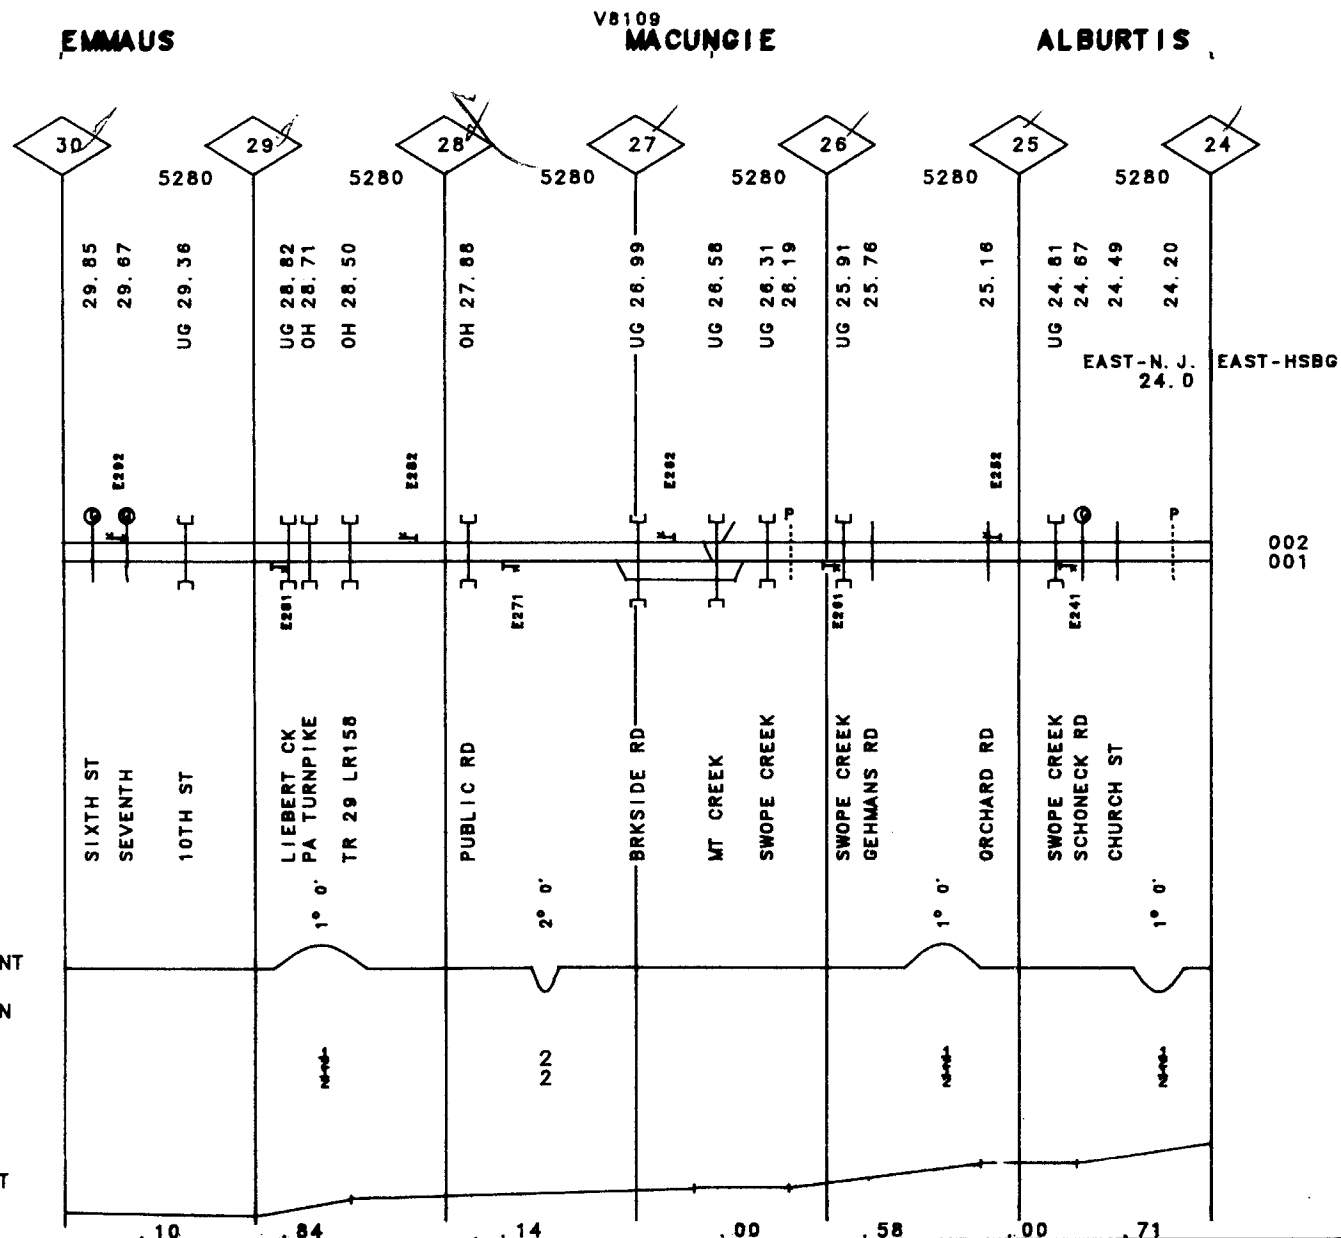 V8109
EMMAUS MACUNGIE ALBURTIS
30 29 28 27 26 25 24
5280 5280 5280 5280 5280 5280
29.85
29.67
UG 29.36
UG 28.82
OH 28.71
OH 28.50
OH 27.88
UG 26.99
UG 26.58
UG 26.31
26.19
UG 25.91
25.76
25.16
UG 24.81
24.67
24.49
24.20
EAST-N.J. EAST-HSBG
24.0
E292
E282
E262
E252
P P
002
001
E281
E271
E261
E241
SIXTH ST
SEVENTH
10TH ST
LIEBERT CK
PA TURNPIKE
TR 29 LR158
PUBLIC RD
BRKSIDE RD
MT CREEK
SWOPE CREEK
SWOPE CREEK
GEHMANS RD
ORCHARD RD
SWOPE CREEK
SCHONECK RD
CHURCH ST
1° 0' 2° 0' 1° 0' 1° 0'
NT
N
2
2
T
.10 .84 .14 .00 .58 .00 .71